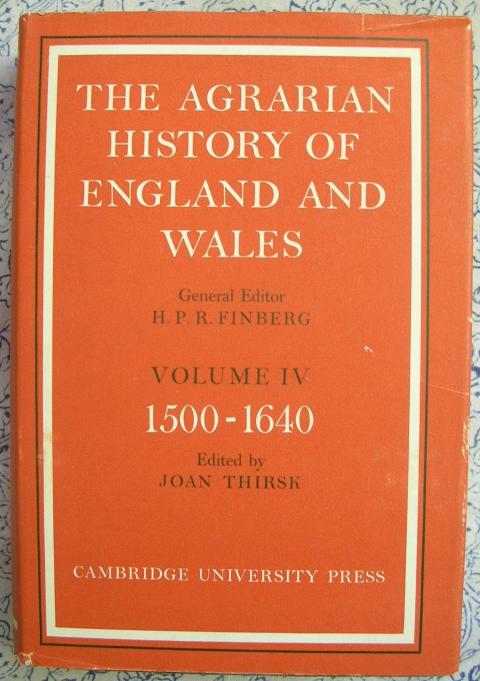 THE AGRARIAN
HISTORY OF
ENGLAND AND
WALES
General Editor
H. P. R. FINBERG
VOLUME IV
1500-1640
Edited by
JOAN THIRSK
CAMBRIDGE UNIVERSITY PRESS